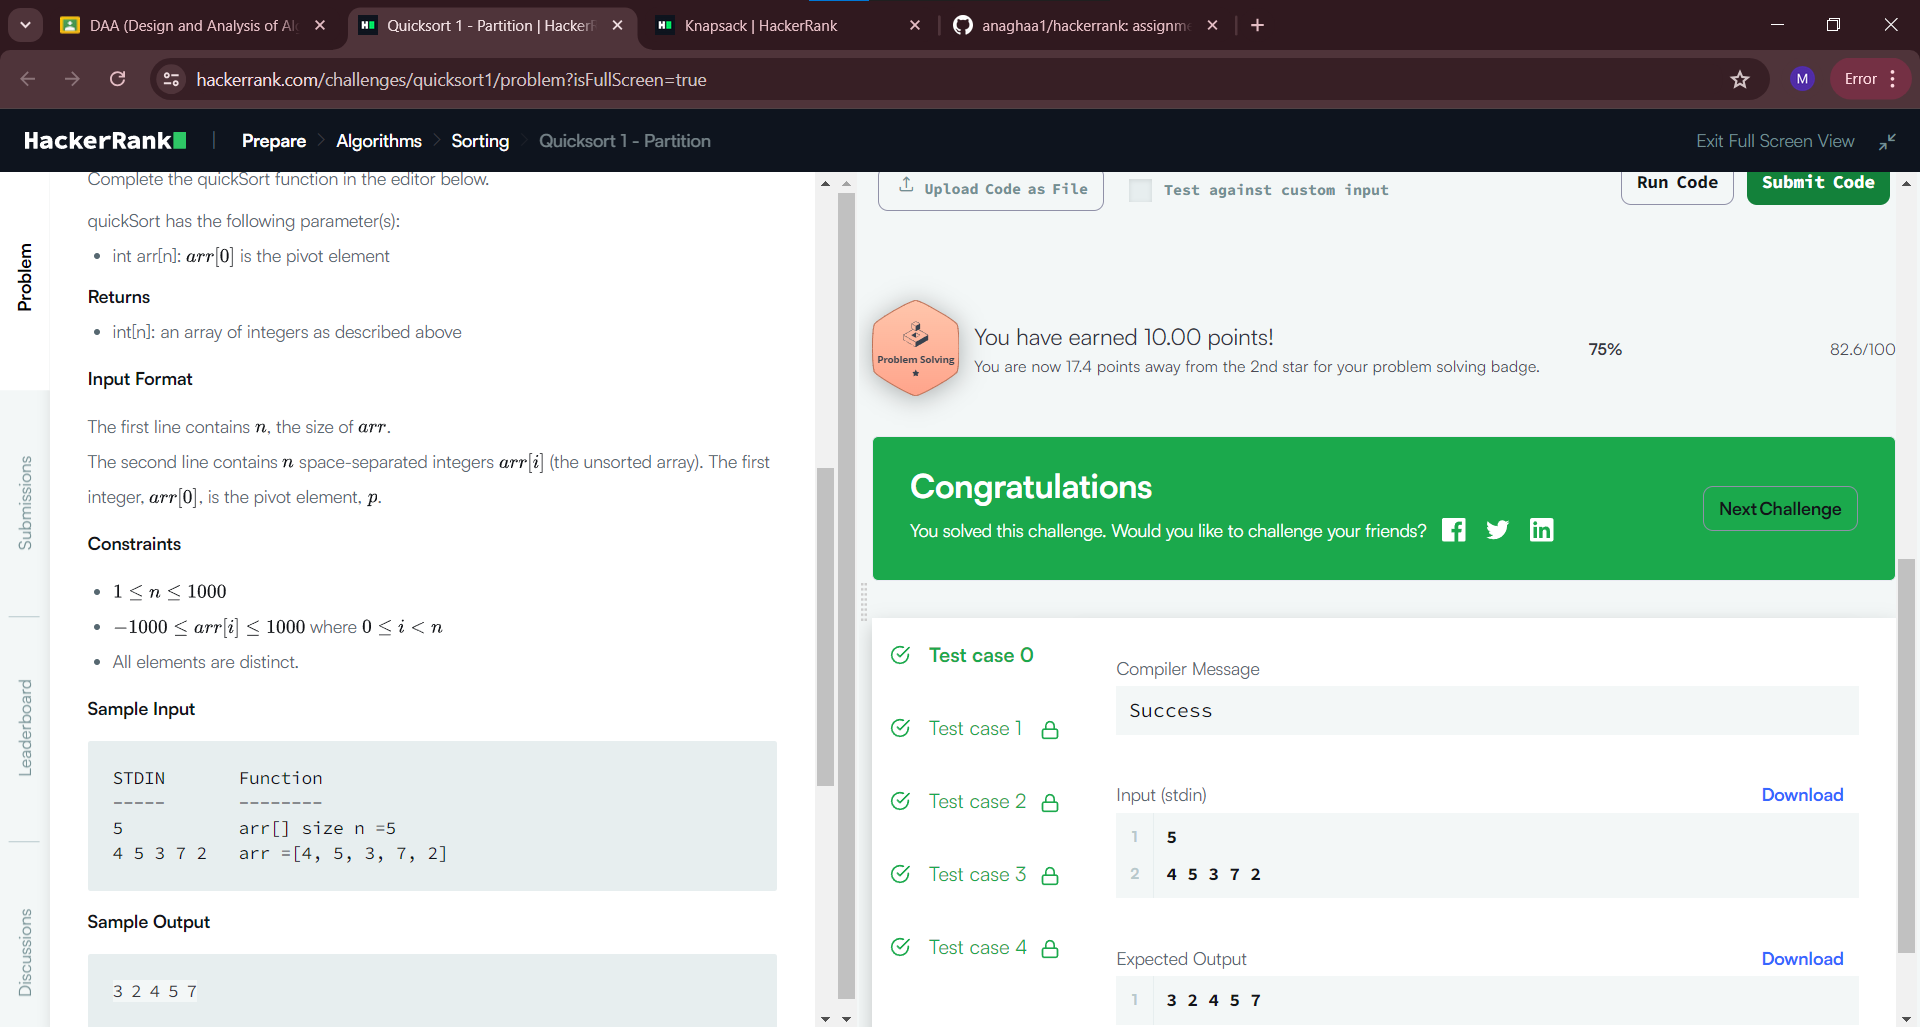 DAA (Design and Analysis of Al
Quicksort 1 - Partition | HackerR
Knapsack | HackerRank
anaghaa1/hackerrank: assignme
hackerrank.com/challenges/quicksort1/problem?isFullScreen=true
M
Error
HackerRank
Prepare
Algorithms
Sorting
Quicksort 1 - Partition
Exit Full Screen View
Problem
Submissions
Leaderboard
Discussions
Complete the quickSort function in the editor below.
quickSort has the following parameter(s):
• int arr[n]: arr[0] is the pivot element
Returns
• int[n]: an array of integers as described above
Input Format
The first line contains n, the size of arr.
The second line contains n space-separated integers arr[i] (the unsorted array). The first
integer, arr[0], is the pivot element, p.
Constraints
• 1 ≤ n ≤ 1000
• −1000 ≤ arr[i] ≤ 1000 where 0 ≤ i < n
• All elements are distinct.
Sample Input
STDIN Function
----- --------
5 arr[] size n =5
4 5 3 7 2 arr =[4, 5, 3, 7, 2]
Sample Output
3 2 4 5 7
Upload Code as File
Test against custom input
Run Code
Submit Code
Problem Solving
You have earned 10.00 points!
You are now 17.4 points away from the 2nd star for your problem solving badge.
75%
82.6/100
Congratulations
You solved this challenge. Would you like to challenge your friends?
Next Challenge
Test case 0
Test case 1
Test case 2
Test case 3
Test case 4
Compiler Message
Success
Input (stdin)
Download
1 5
2 4 5 3 7 2
Expected Output
Download
1 3 2 4 5 7